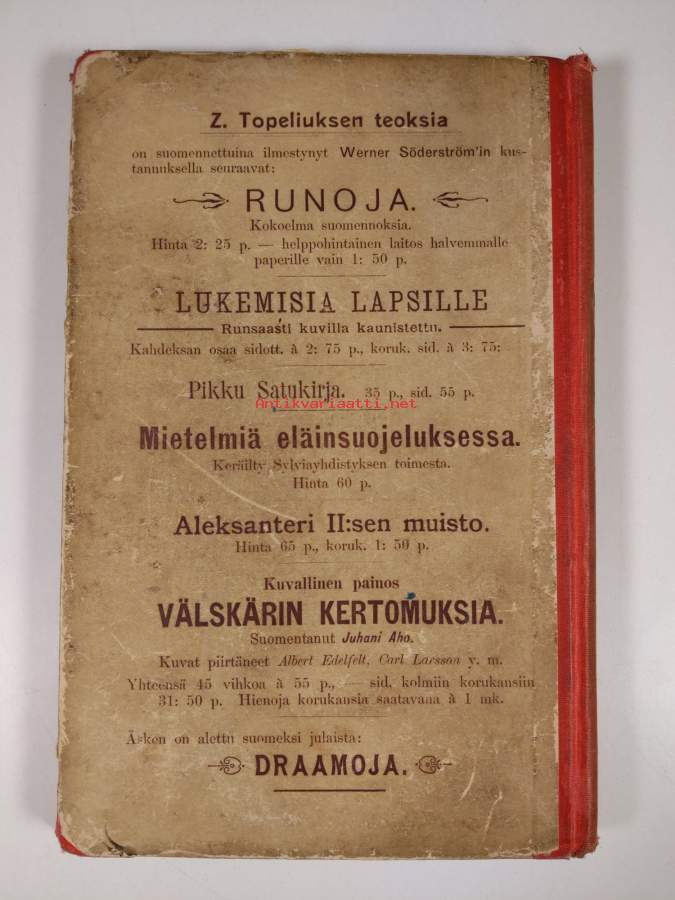 Z. Topeliuksen teoksia
on suomennettuina ilmestynyt Werner Söderström'in kus-
tannuksella seuraavat:
RUNOJA.
Kokoelma suomennoksia.
Hinta 2: 25 p. — helppohintainen laitos halvemmalle
paperille vain 1: 50 p.
LUKEMISIA LAPSILLE
Runsaasti kuvilla kaunistettu.
Kahdeksan osaa sidott. à 2: 75 p., koruk. sid. à 3: 75:
Pikku Satukirja. 35 p., sid. 55 p.
Antikvariaatti.net
Mietelmiä eläinsuojeluksessa.
Keräilty Sylviayhdistyksen toimesta.
Hinta 60 p.
Aleksanteri II:sen muisto.
Hinta 65 p., koruk. 1: 50 p.
Kuvallinen painos
VÄLSKÄRIN KERTOMUKSIA.
Suomentanut Juhani Aho.
Kuvat piirtäneet Albert Edelfelt, Carl Larsson y. m.
Yhteensä 45 vihkoa à 55 p., — sid. kolmiin korukansiin
31: 50 p. Hienoja korukansia saatavana à 1 mk.
Äsken on alettu suomeksi julaista:
DRAAMOJA.